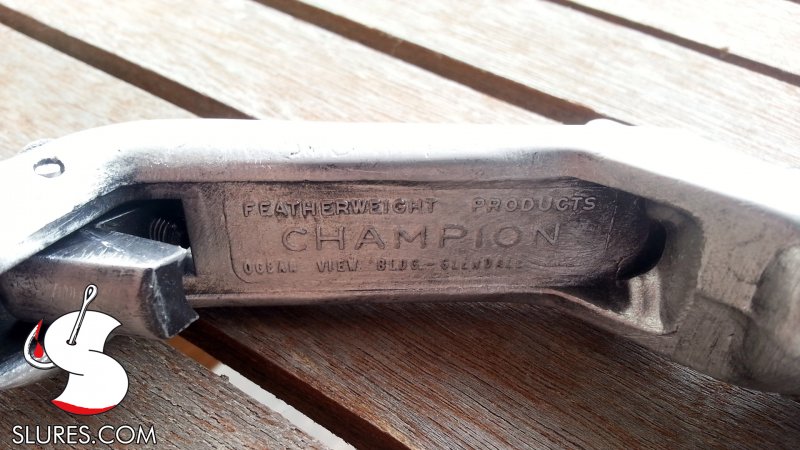 FEATHERWEIGHT PRODUCTS
CHAMPION
OCEAN VIEW BLDG.-GLENDALE
S
SLURES.COM